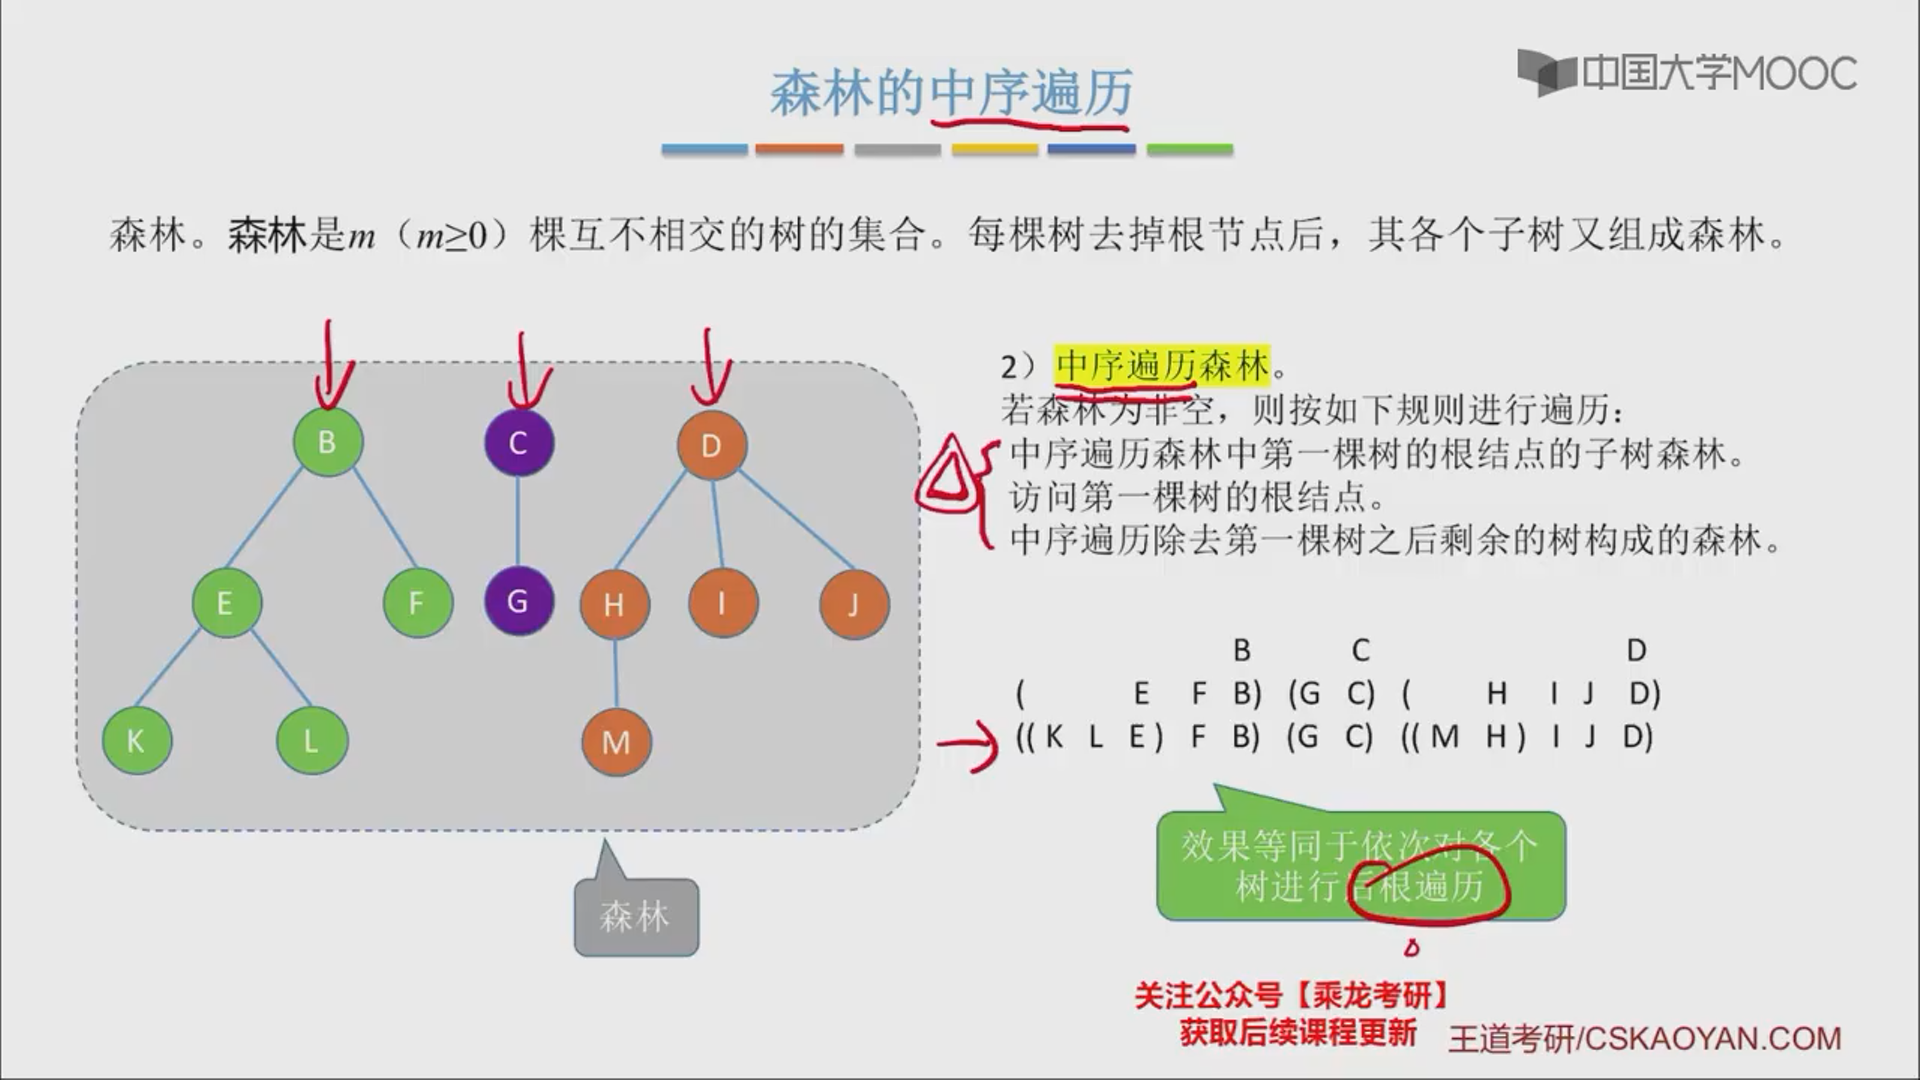 中国大学MOOC
森林的中序遍历
森林。森林是m（m≥0）棵互不相交的树的集合。每棵树去掉根节点后，其各个子树又组成森林。
2）中序遍历森林。
若森林为非空，则按如下规则进行遍历：
中序遍历森林中第一棵树的根结点的子树森林。
访问第一棵树的根结点。
中序遍历除去第一棵树之后剩余的树构成的森林。
B C D
E F G H I J
K L M
B C D
( E F B) (G C) ( H I J D)
((K L E) F B) (G C) ((M H) I J D)
效果等同于依次对各个
树进行后根遍历
森林
关注公众号【乘龙考研】
获取后续课程更新
王道考研/CSKAOYAN.COM